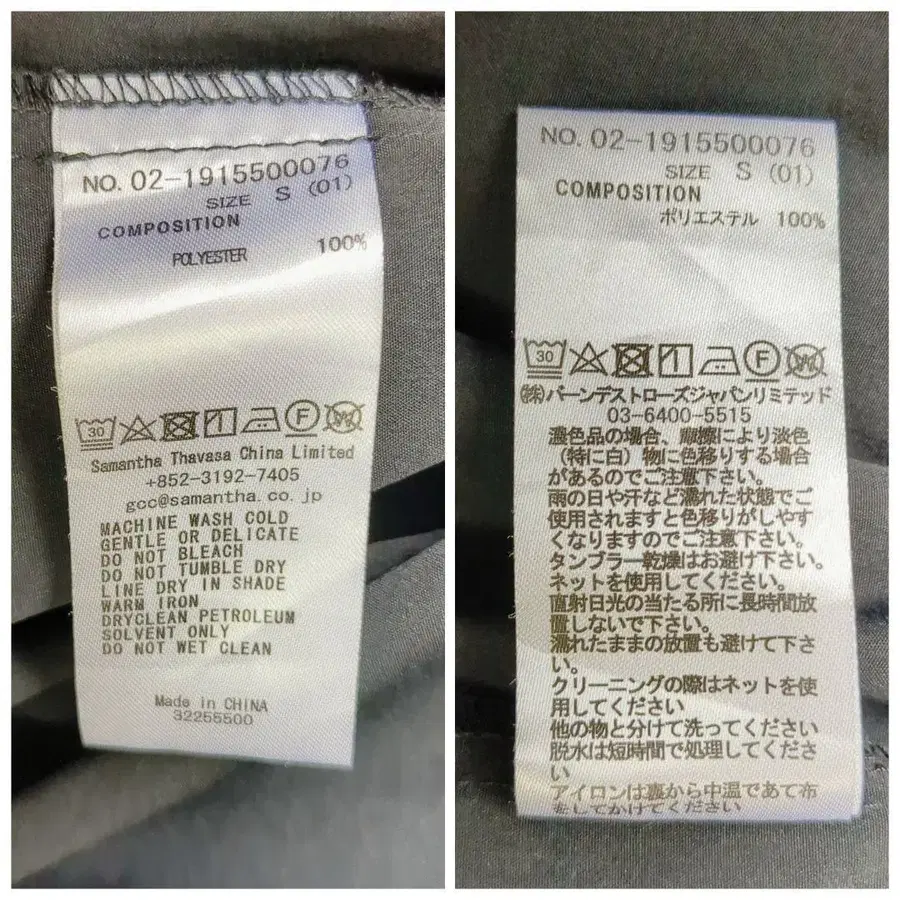 NO. 02-1915500076
SIZE S (01)
COMPOSITION
POLYESTER 100%
30
F
W
Samantha Thavasa China Limited
+852-3192-7405
gcc@samantha.co.jp
MACHINE WASH COLD
GENTLE OR DELICATE
DO NOT BLEACH
DO NOT TUMBLE DRY
LINE DRY IN SHADE
WARM IRON
DRYCLEAN PETROLEUM
SOLVENT ONLY
DO NOT WET CLEAN
Made in CHINA
32255500
NO. 02-1915500076
SIZE S (01)
COMPOSITION
ポリエステル 100%
30
F
W
(株)バーンデストローズジャパンリミテッド
03-6400-5515
濃色品の場合、摩擦により淡色
(特に白)物に色移りする場合
があるのでご注意下さい。
雨の日や汗など濡れた状態でご
使用されますと色移りがしやす
くなりますのでご注意下さい。
タンブラー乾燥はお避け下さい。
ネットを使用してください。
直射日光の当たる所に長時間放
置しないで下さい。
濡れたままの放置も避けて下さ
い。
クリーニングの際はネットを使
用してください
他の物と分けて洗ってください
脱水は短時間で処理してくださ
い
アイロンは裏から中温であて布
をしてかけてください